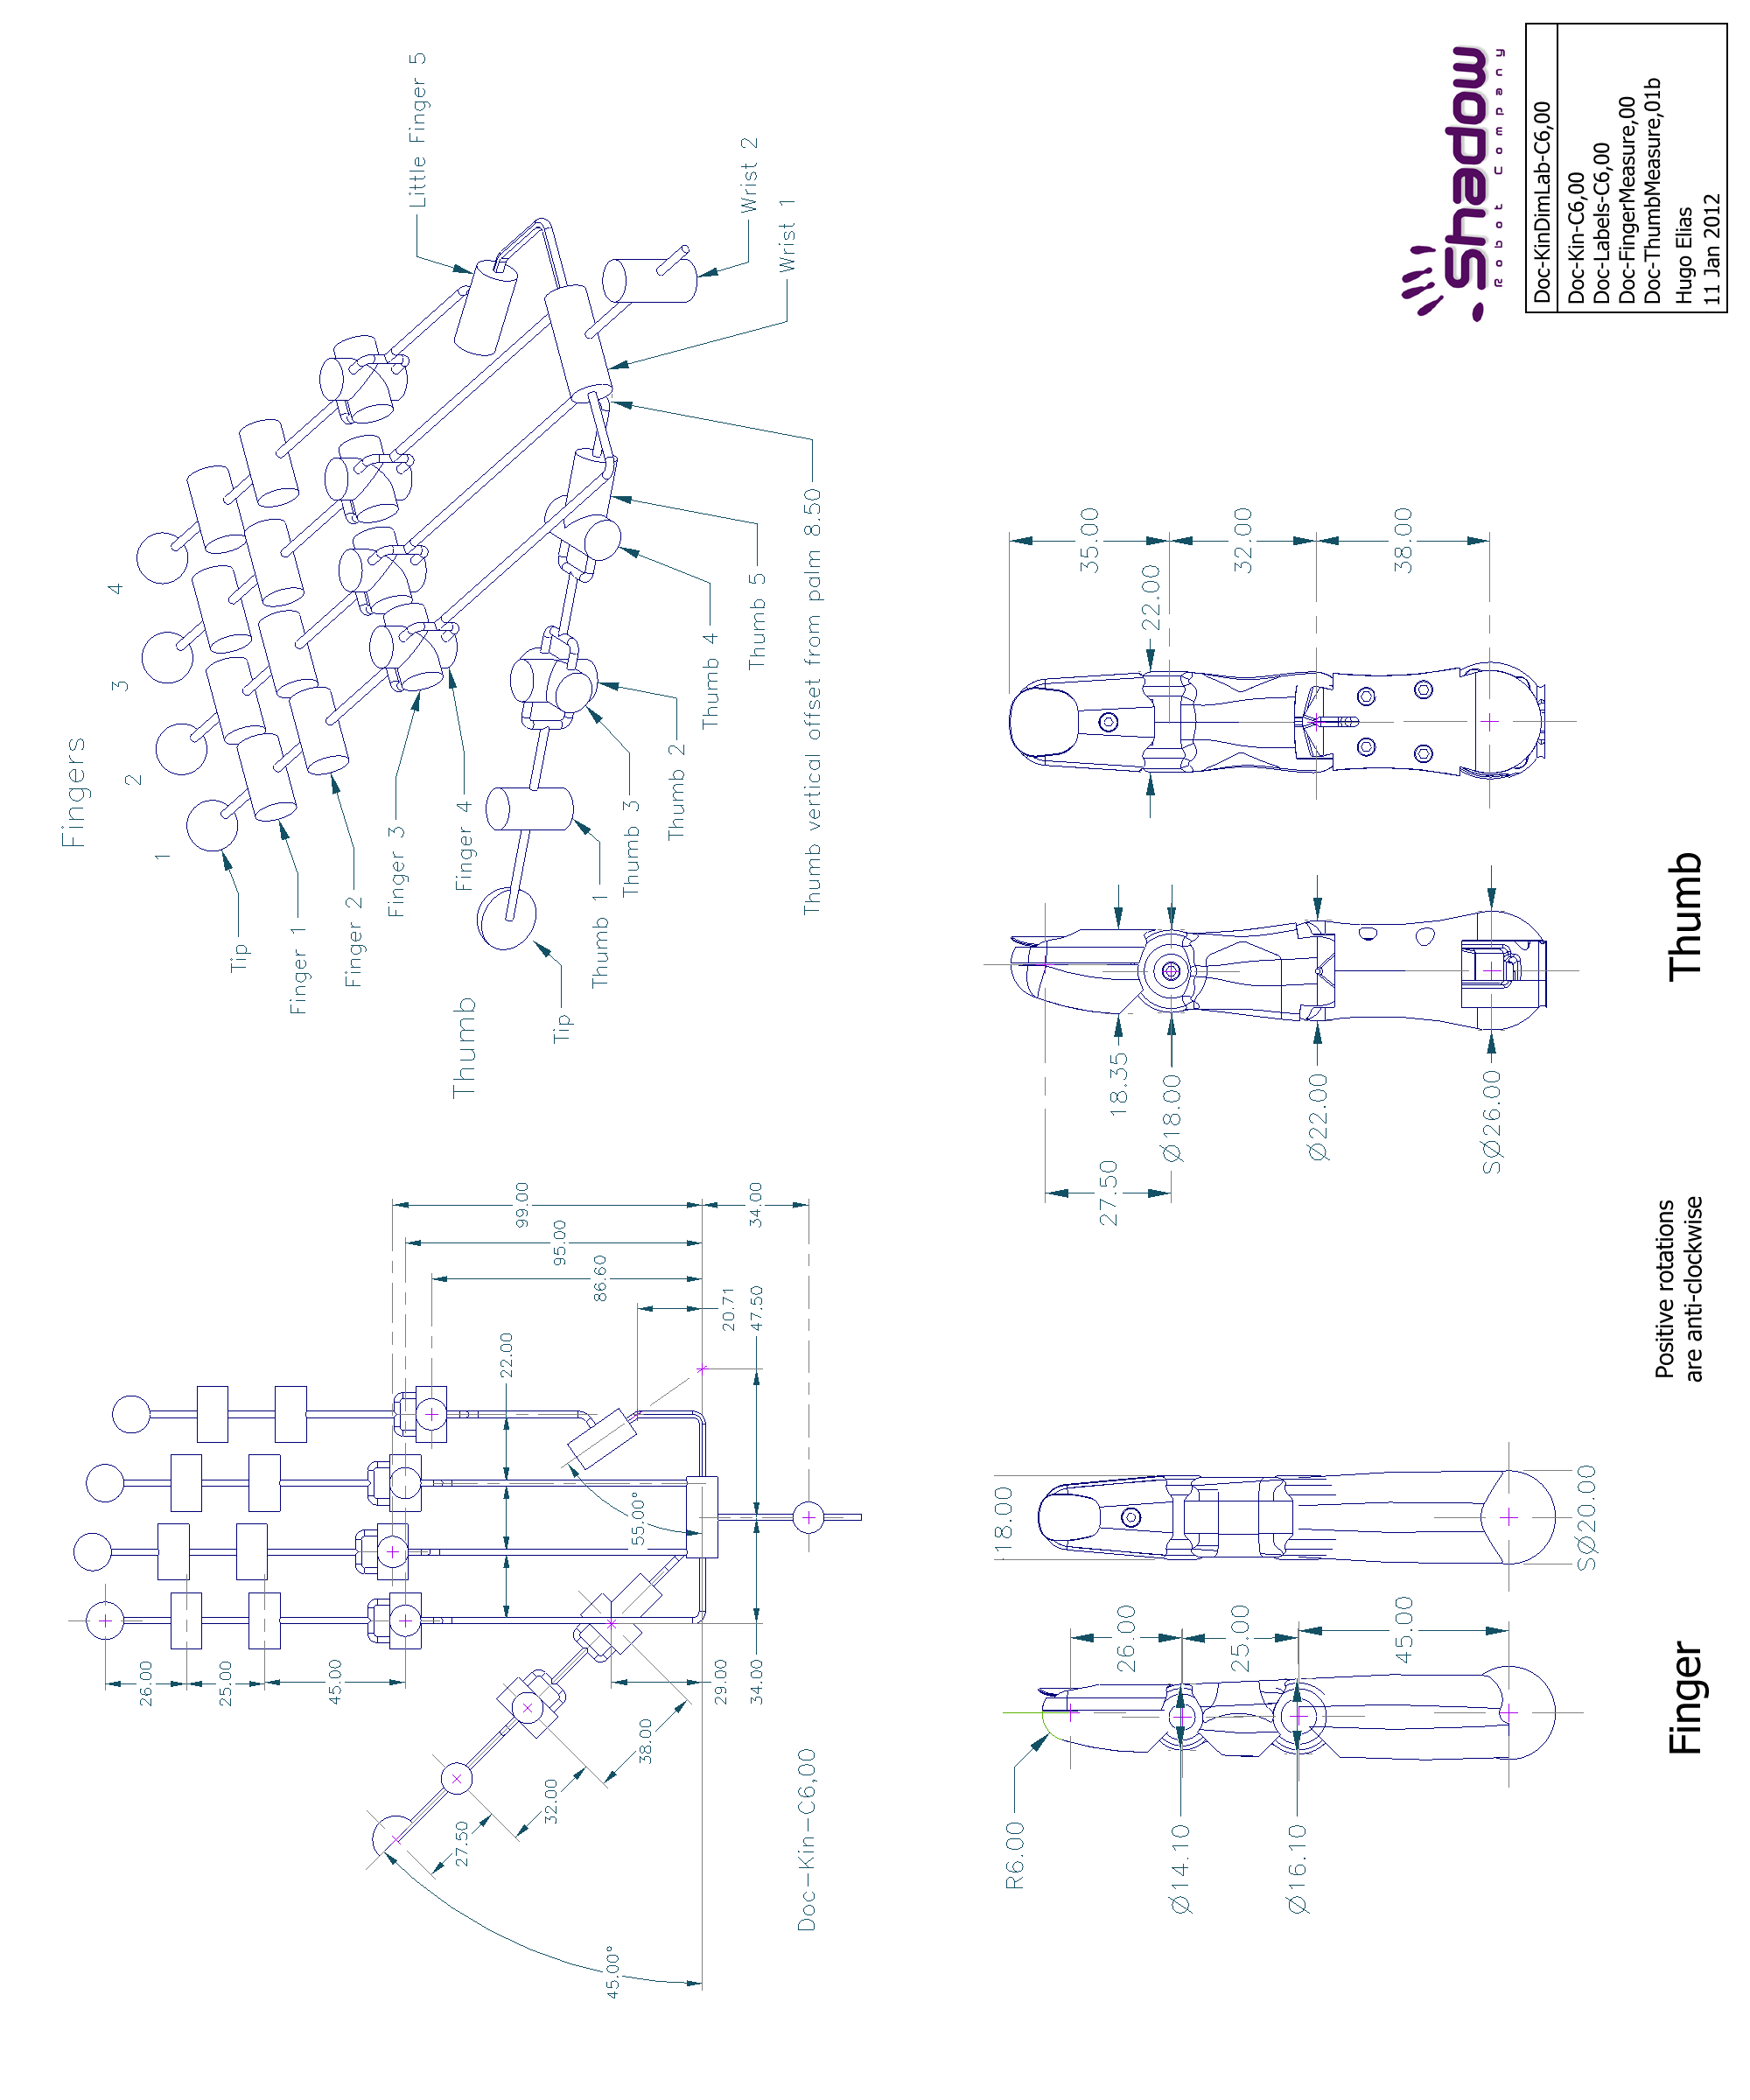 Fingers
1
2
3
4
Tip
Finger 1
Finger 2
Finger 3
Finger 4
Little Finger 5
Wrist 2
Wrist 1
Thumb
Tip
Thumb 1
Thumb 3
Thumb 2
Thumb 4
Thumb 5
Thumb vertical offset from palm 8.50
26.00
25.00
45.00
22.00
99.00
95.00
86.60
20.71
47.50
34.00
55.00°
29.00
34.00
38.00
32.00
27.50
45.00°
Doc-Kin-C6,00
R6.00
Ø14.10
Ø16.10
26.00
25.00
45.00
18.00
SØ20.00
Finger
Positive rotations
are anti-clockwise
27.50
18.35
Ø18.00
Ø22.00
SØ26.00
22.00
35.00
32.00
38.00
Thumb
Shadow
Robot Company
Doc-KinDimLab-C6,00
Doc-Kin-C6,00
Doc-Labels-C6,00
Doc-FingerMeasure,00
Doc-ThumbMeasure,01b
Hugo Elias
11 Jan 2012